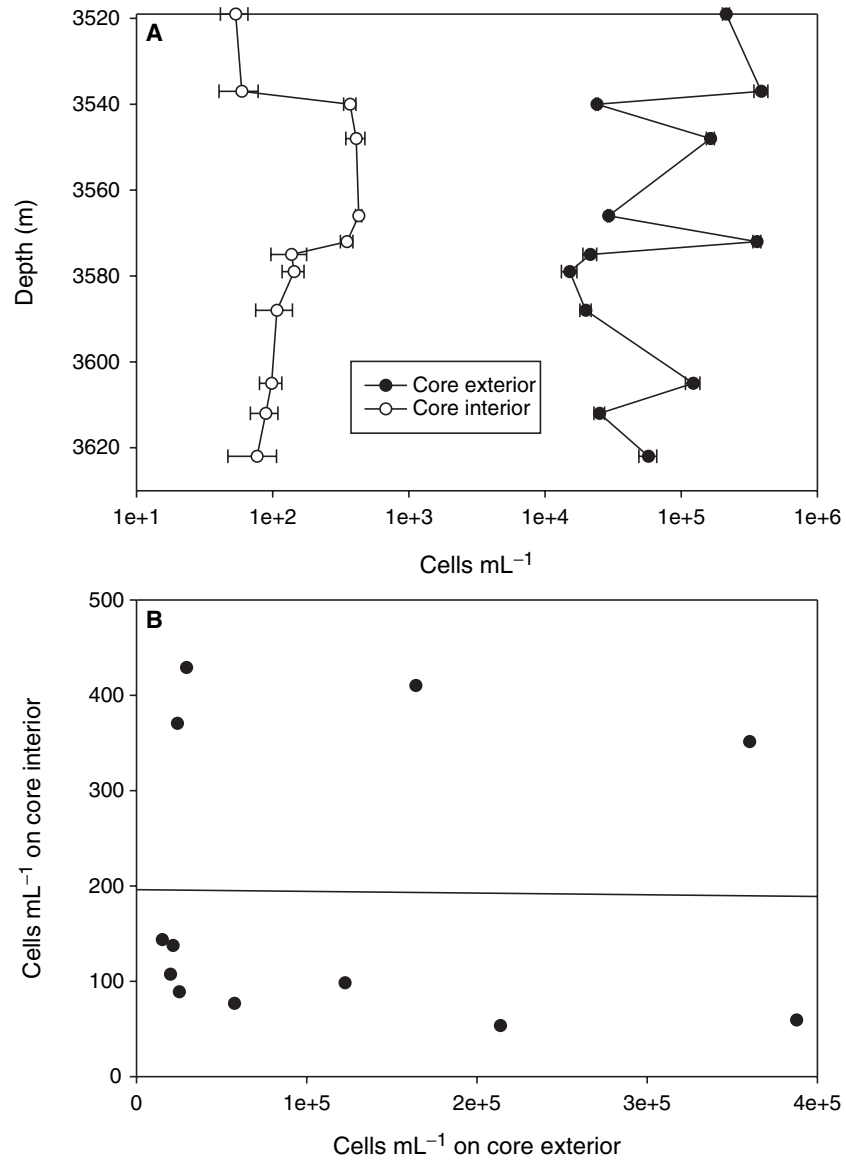 A
3520
3540
3560
3580
3600
3620
Depth (m)
Core exterior
Core interior
1e+1 1e+2 1e+3 1e+4 1e+5 1e+6
Cells mL⁻¹
B
500
400
300
200
100
0
Cells mL⁻¹ on core interior
0 1e+5 2e+5 3e+5 4e+5
Cells mL⁻¹ on core exterior